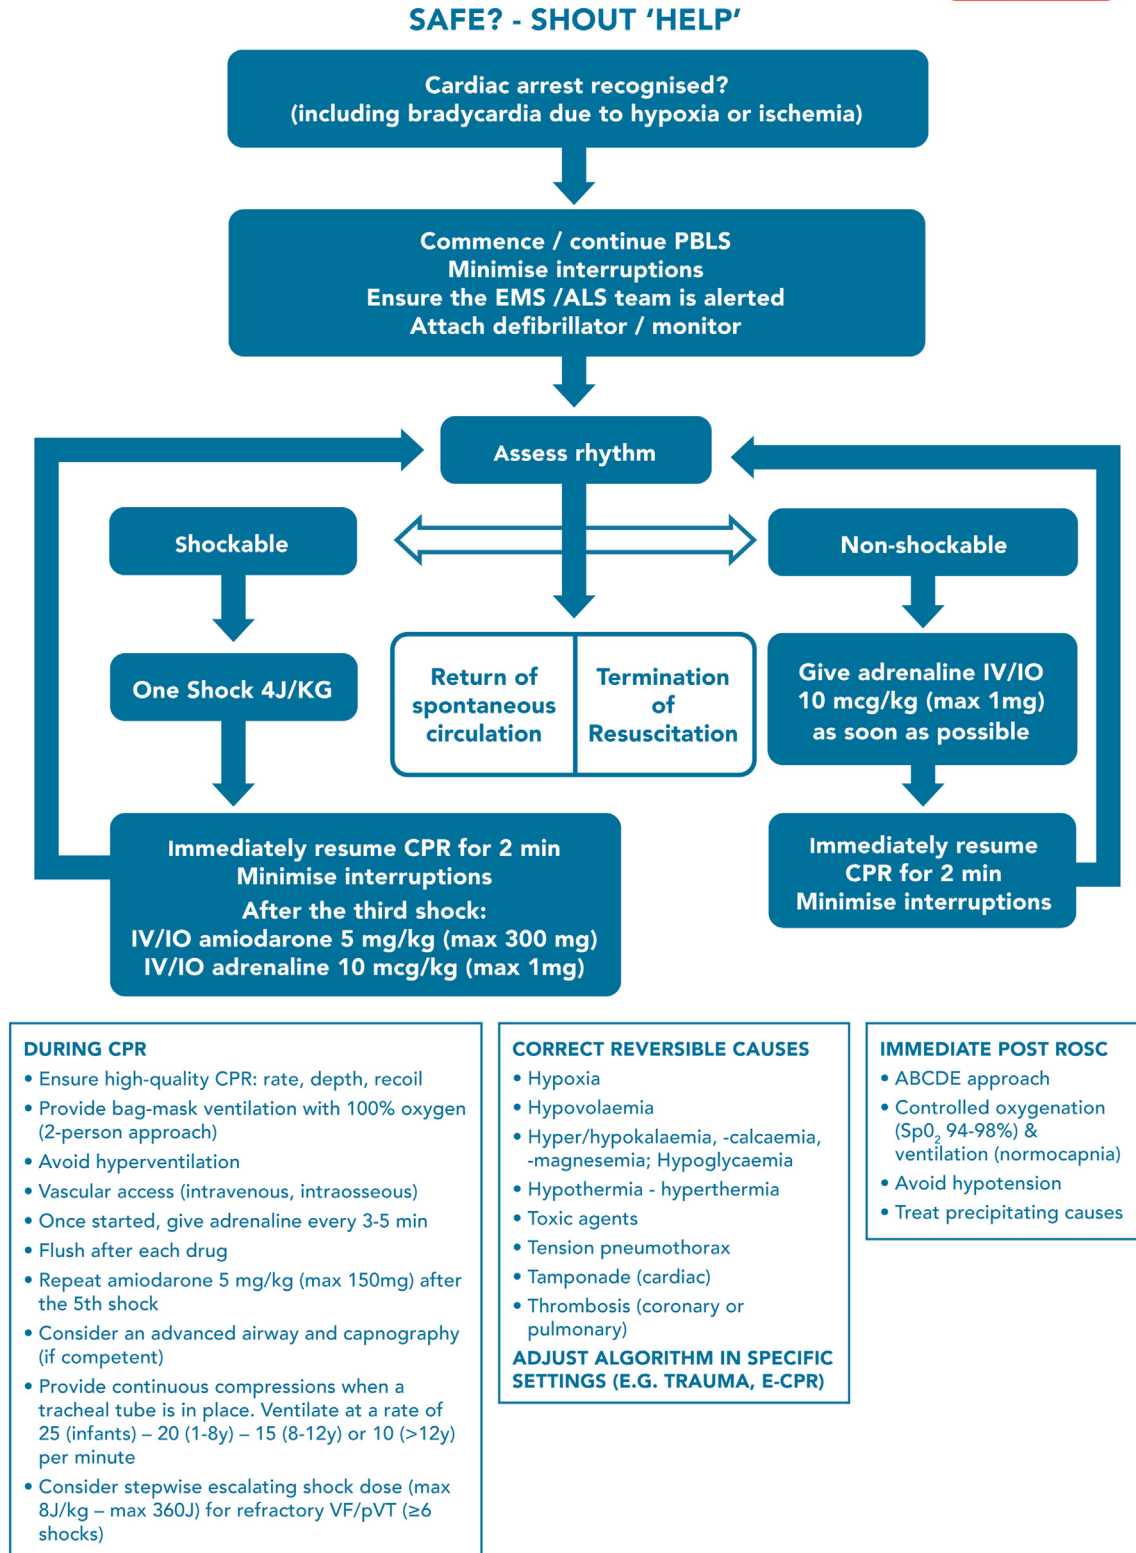 SAFE? - SHOUT ‘HELP’
Cardiac arrest recognised?
(including bradycardia due to hypoxia or ischemia)
Commence / continue PBLS
Minimise interruptions
Ensure the EMS /ALS team is alerted
Attach defibrillator / monitor
Assess rhythm
Shockable
Non-shockable
One Shock 4J/KG
Return of
spontaneous
circulation
Termination
of
Resuscitation
Give adrenaline IV/IO
10 mcg/kg (max 1mg)
as soon as possible
Immediately resume CPR for 2 min
Minimise interruptions
After the third shock:
IV/IO amiodarone 5 mg/kg (max 300 mg)
IV/IO adrenaline 10 mcg/kg (max 1mg)
Immediately resume
CPR for 2 min
Minimise interruptions
DURING CPR
• Ensure high-quality CPR: rate, depth, recoil
• Provide bag-mask ventilation with 100% oxygen
(2-person approach)
• Avoid hyperventilation
• Vascular access (intravenous, intraosseous)
• Once started, give adrenaline every 3-5 min
• Flush after each drug
• Repeat amiodarone 5 mg/kg (max 150mg) after
the 5th shock
• Consider an advanced airway and capnography
(if competent)
• Provide continuous compressions when a
tracheal tube is in place. Ventilate at a rate of
25 (infants) – 20 (1-8y) – 15 (8-12y) or 10 (>12y)
per minute
• Consider stepwise escalating shock dose (max
8J/kg – max 360J) for refractory VF/pVT (≥6
shocks)
CORRECT REVERSIBLE CAUSES
• Hypoxia
• Hypovolaemia
• Hyper/hypokalaemia, -calcaemia,
-magnesemia; Hypoglycaemia
• Hypothermia - hyperthermia
• Toxic agents
• Tension pneumothorax
• Tamponade (cardiac)
• Thrombosis (coronary or
pulmonary)
ADJUST ALGORITHM IN SPECIFIC
SETTINGS (E.G. TRAUMA, E-CPR)
IMMEDIATE POST ROSC
• ABCDE approach
• Controlled oxygenation
(Sp0₂ 94-98%) &
ventilation (normocapnia)
• Avoid hypotension
• Treat precipitating causes